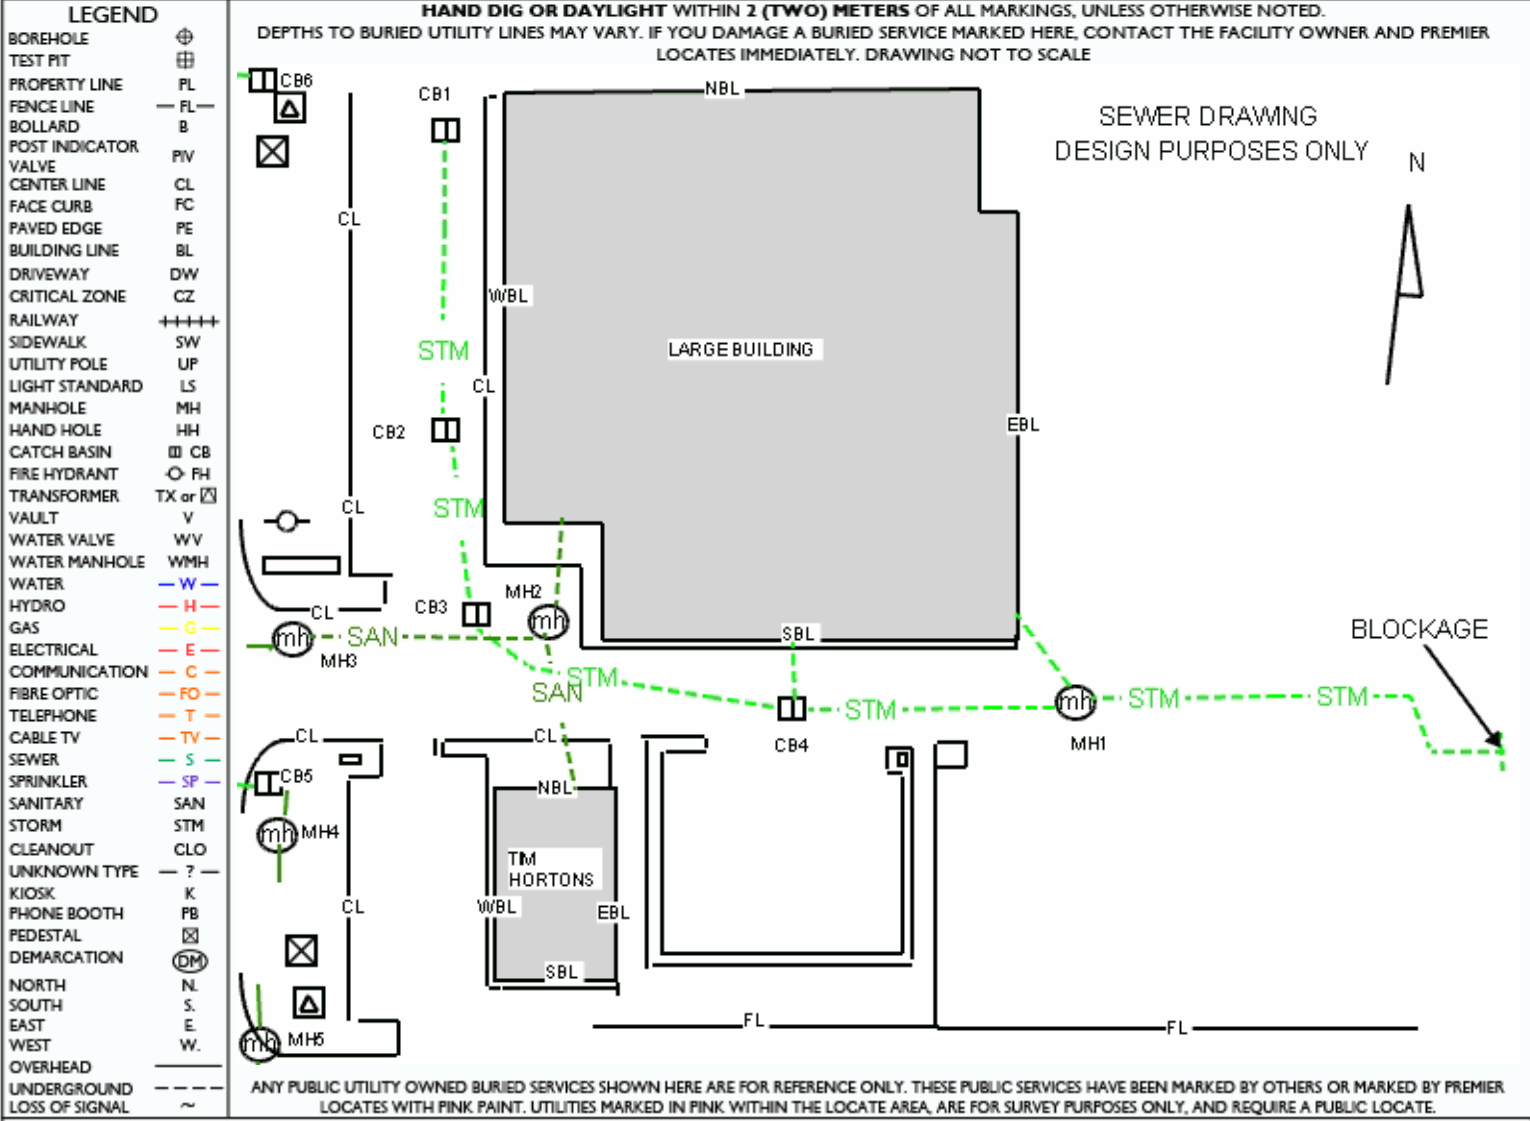 LEGEND
BOREHOLE
TEST PIT
PROPERTY LINE PL
FENCE LINE — FL —
BOLLARD B
POST INDICATOR
VALVE PIV
CENTER LINE CL
FACE CURB FC
PAVED EDGE PE
BUILDING LINE BL
DRIVEWAY DW
CRITICAL ZONE CZ
RAILWAY
SIDEWALK SW
UTILITY POLE UP
LIGHT STANDARD LS
MANHOLE MH
HAND HOLE HH
CATCH BASIN CB
FIRE HYDRANT FH
TRANSFORMER TX or
VAULT V
WATER VALVE WV
WATER MANHOLE WMH
WATER — W —
HYDRO — H —
GAS — G —
ELECTRICAL — E —
COMMUNICATION — C —
FIBRE OPTIC — FO —
TELEPHONE — T —
CABLE TV — TV —
SEWER — S —
SPRINKLER — SP —
SANITARY SAN
STORM STM
CLEANOUT CLO
UNKNOWN TYPE — ? —
KIOSK K
PHONE BOOTH PB
PEDESTAL
DEMARCATION DM
NORTH N.
SOUTH S.
EAST E.
WEST W.
OVERHEAD
UNDERGROUND
LOSS OF SIGNAL ~
HAND DIG OR DAYLIGHT WITHIN 2 (TWO) METERS OF ALL MARKINGS, UNLESS OTHERWISE NOTED.
DEPTHS TO BURIED UTILITY LINES MAY VARY. IF YOU DAMAGE A BURIED SERVICE MARKED HERE, CONTACT THE FACILITY OWNER AND PREMIER
LOCATES IMMEDIATELY. DRAWING NOT TO SCALE
CB6
CB1
NBL
SEWER DRAWING
DESIGN PURPOSES ONLY
N
CL
WBL
STM
LARGE BUILDING
CL
CB2
EBL
CL
STM
MH2
CB3
CL
mh
mh
SAN
MH3
SBL
BLOCKAGE
STM
SAN
STM
mh
STM
STM
CB4
MH1
CL
CL
CB5
NBL
mh
MH4
TIM
HORTONS
CL
WBL
EBL
SBL
FL
FL
mh
MH5
ANY PUBLIC UTILITY OWNED BURIED SERVICES SHOWN HERE ARE FOR REFERENCE ONLY. THESE PUBLIC SERVICES HAVE BEEN MARKED BY OTHERS OR MARKED BY PREMIER
LOCATES WITH PINK PAINT. UTILITIES MARKED IN PINK WITHIN THE LOCATE AREA, ARE FOR SURVEY PURPOSES ONLY, AND REQUIRE A PUBLIC LOCATE.